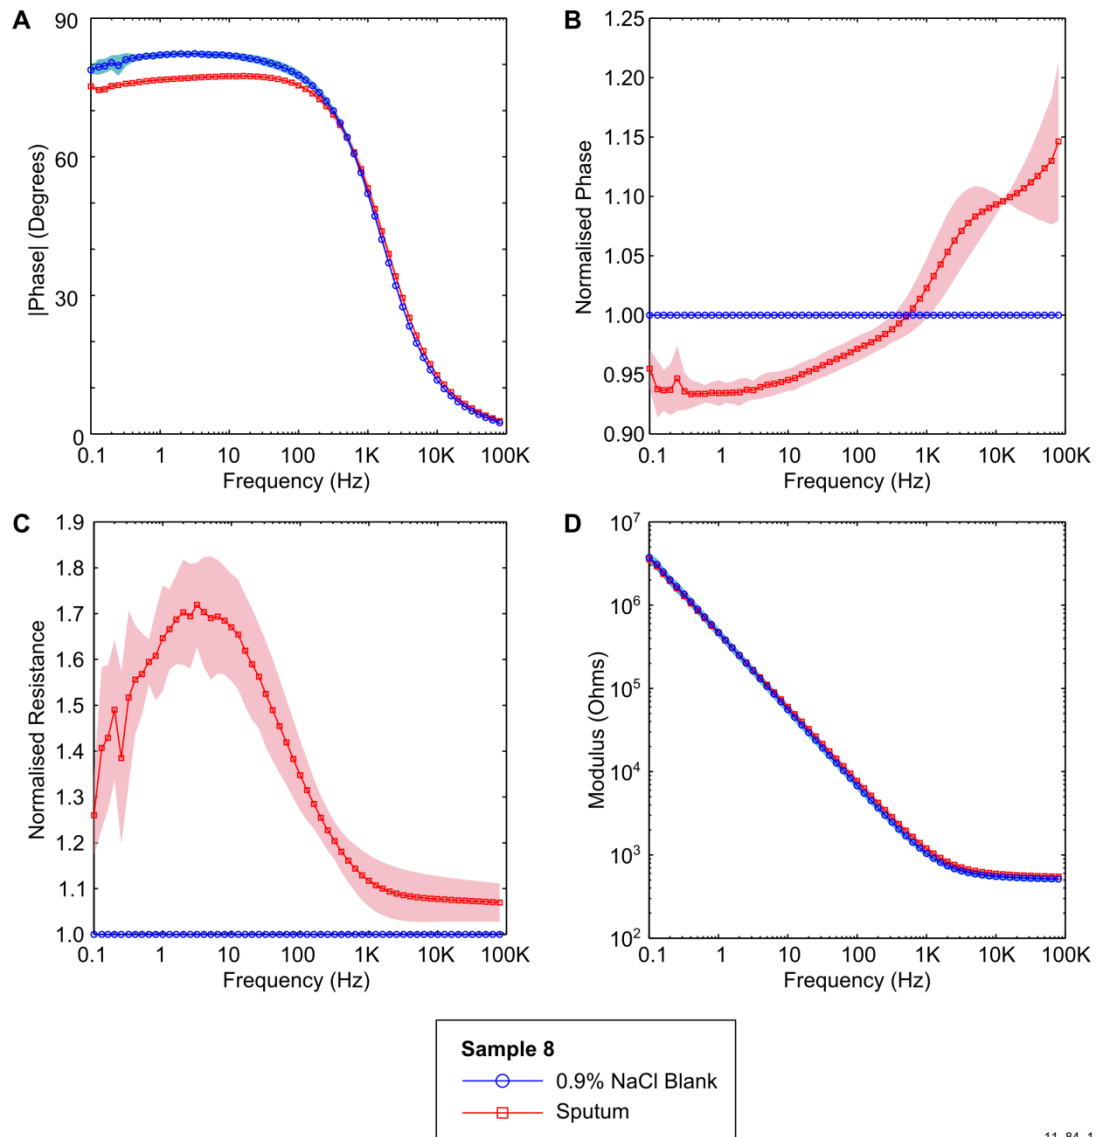 A
90
60
30
0
|Phase| (Degrees)
0.1 1 10 100 1K 10K 100K
Frequency (Hz)
B
1.25
1.20
1.15
1.10
1.05
1.00
0.95
0.90
Normalised Phase
0.1 1 10 100 1K 10K 100K
Frequency (Hz)
C
1.9
1.8
1.7
1.6
1.5
1.4
1.3
1.2
1.1
1.0
Normalised Resistance
0.1 1 10 100 1K 10K 100K
Frequency (Hz)
D
10⁷
10⁶
10⁵
10⁴
10³
10²
Modulus (Ohms)
0.1 1 10 100 1K 10K 100K
Frequency (Hz)
Sample 8
0.9% NaCl Blank
Sputum